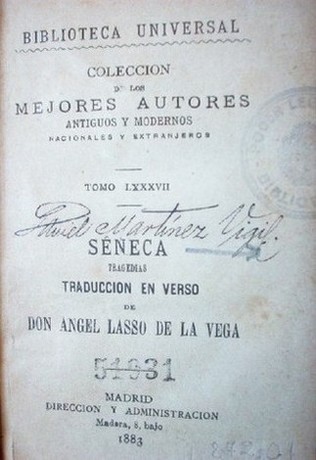 BIBLIOTECA UNIVERSAL
COLECCION
DE LOS
MEJORES AUTORES
ANTIGUOS Y MODERNOS
NACIONALES Y EXTRANJEROS
TOMO LXXXVII
Martínez Vigil
SÉNECA
TRAGEDIAS
TRADUCCION EN VERSO
DE
DON ANGEL LASSO DE LA VEGA
51931
MADRID
DIRECCION Y ADMINISTRACION
Madera, 8, bajo
1883